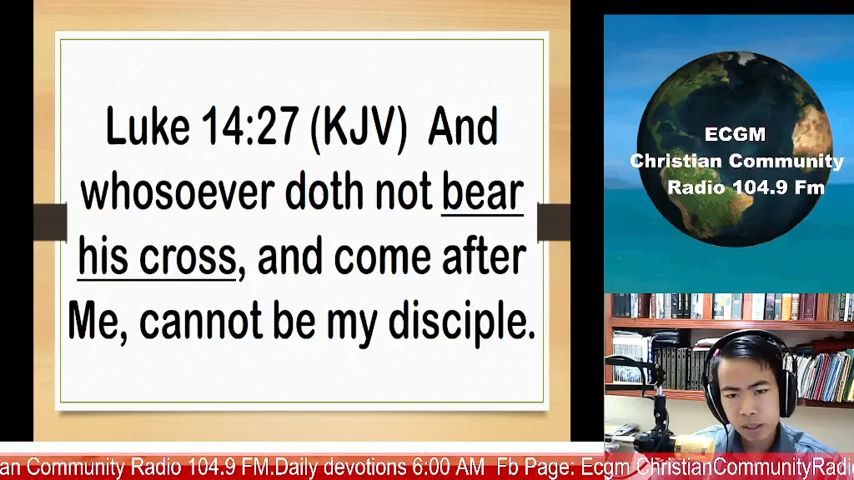 Luke 14:27 (KJV) And
whosoever doth not bear
his cross, and come after
Me, cannot be my disciple.
ECGM
Christian Community
Radio 104.9 Fm
an Community Radio 104.9 FM.Daily devotions 6:00 AM Fb Page: Ecgm ChristianCommunityRadi